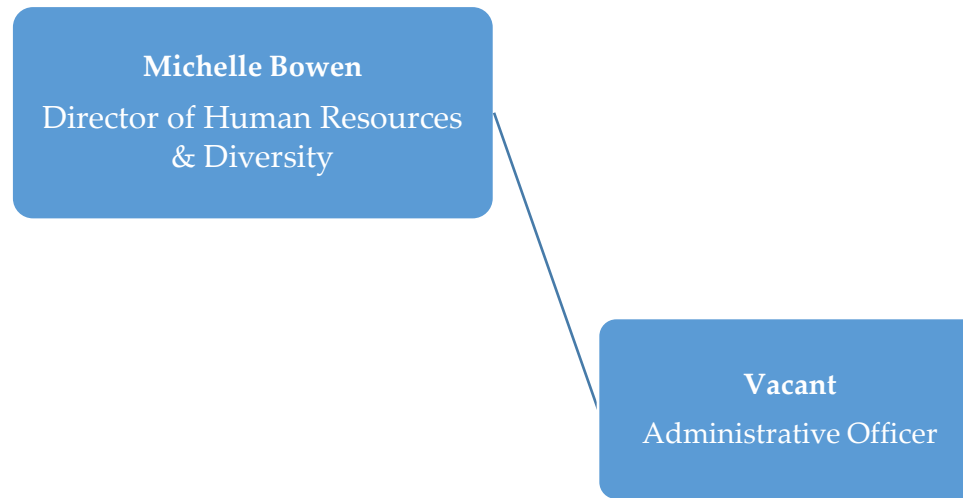 Michelle Bowen
Director of Human Resources
& Diversity
Vacant
Administrative Officer